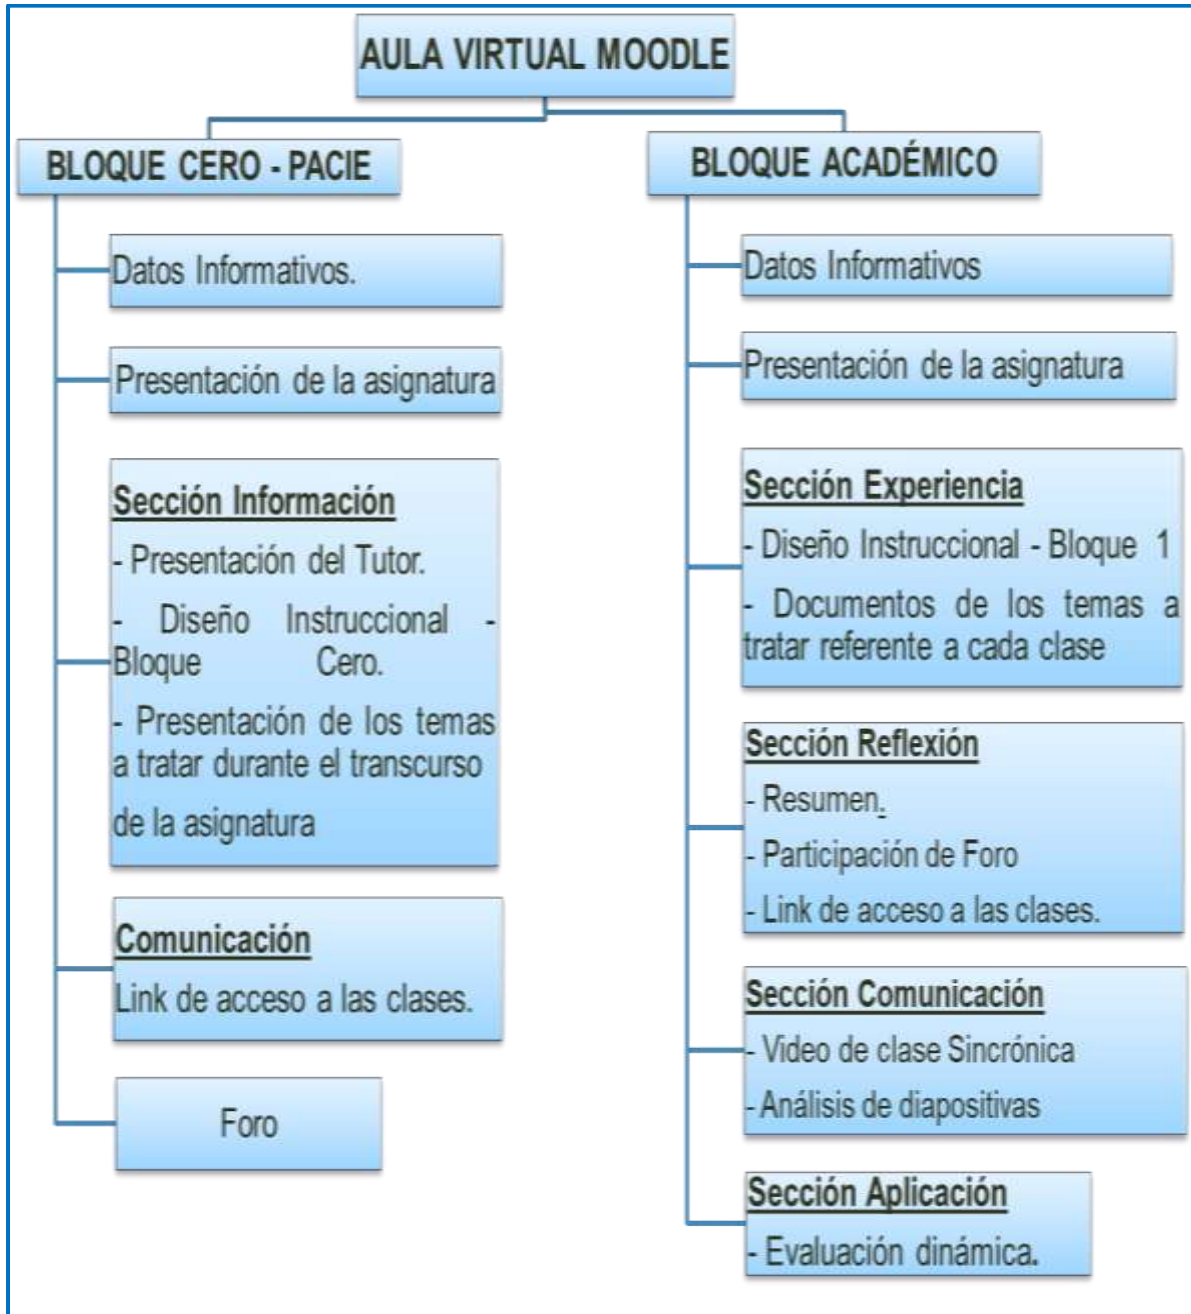 AULA VIRTUAL MOODLE
BLOQUE CERO - PACIE
Datos Informativos.
Presentación de la asignatura
Sección Información
- Presentación del Tutor.
- Diseño Instruccional -
Bloque Cero.
- Presentación de los temas
a tratar durante el transcurso
de la asignatura
Comunicación
Link de acceso a las clases.
Foro
BLOQUE ACADÉMICO
Datos Informativos
Presentación de la asignatura
Sección Experiencia
- Diseño Instruccional - Bloque 1
- Documentos de los temas a
tratar referente a cada clase
Sección Reflexión
- Resumen.
- Participación de Foro
- Link de acceso a las clases.
Sección Comunicación
- Video de clase Sincrónica
- Análisis de diapositivas
Sección Aplicación
- Evaluación dinámica.